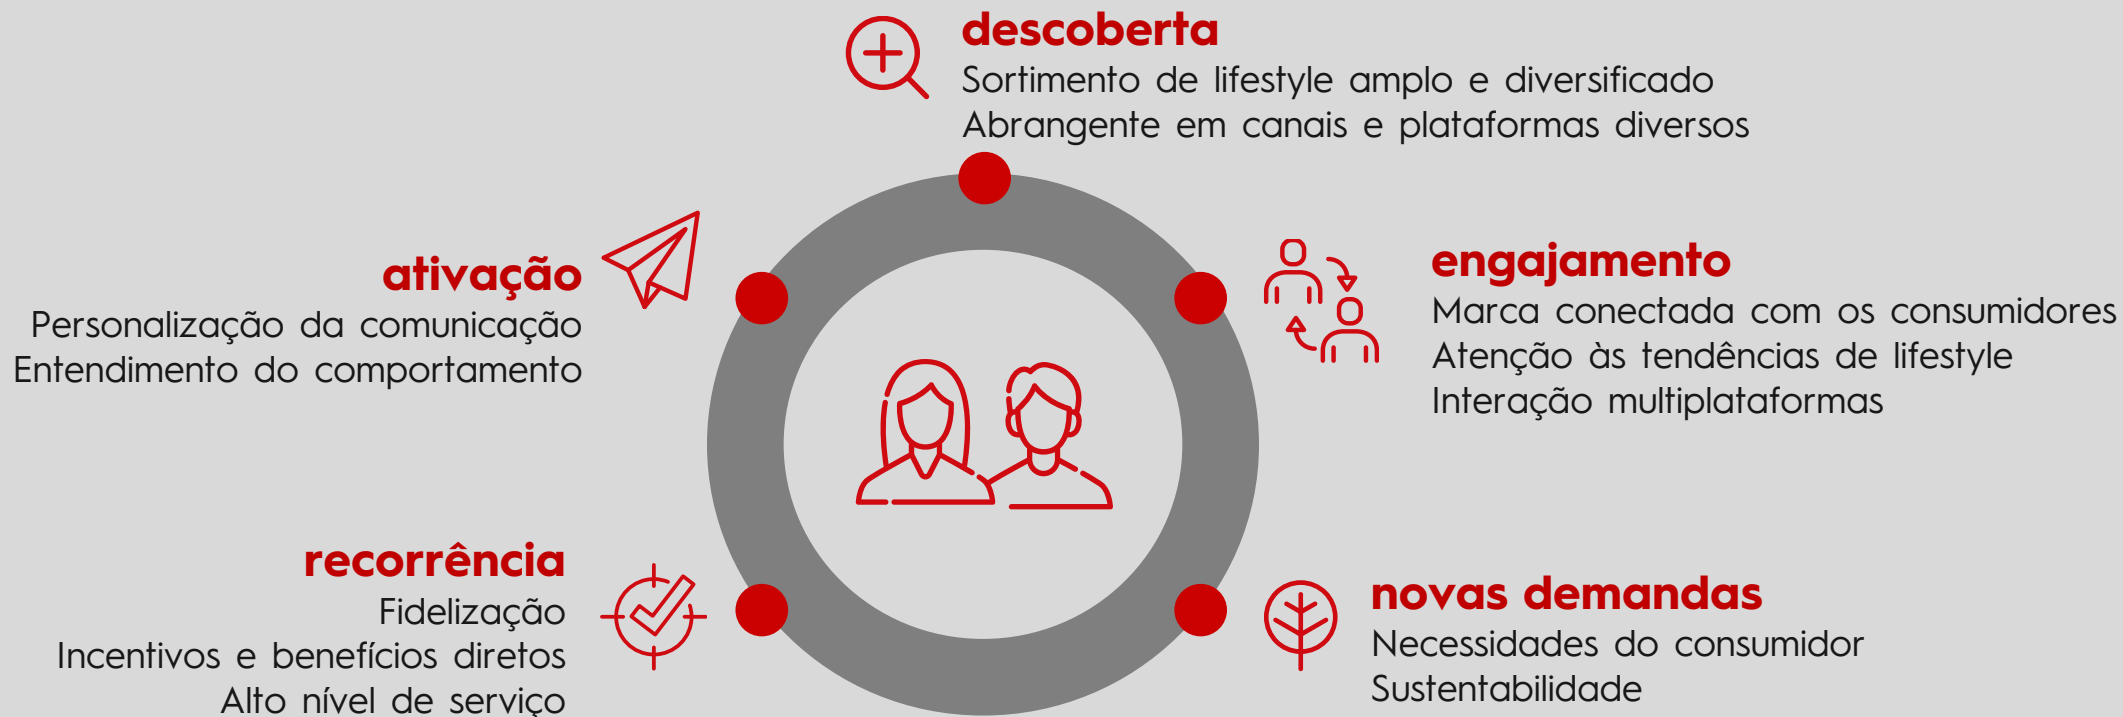 descoberta
Sortimento de lifestyle amplo e diversificado
Abrangente em canais e plataformas diversos
engajamento
Marca conectada com os consumidores
Atenção às tendências de lifestyle
Interação multiplataformas
novas demandas
Necessidades do consumidor
Sustentabilidade
recorrência
Fidelização
Incentivos e benefícios diretos
Alto nível de serviço
ativação
Personalização da comunicação
Entendimento do comportamento